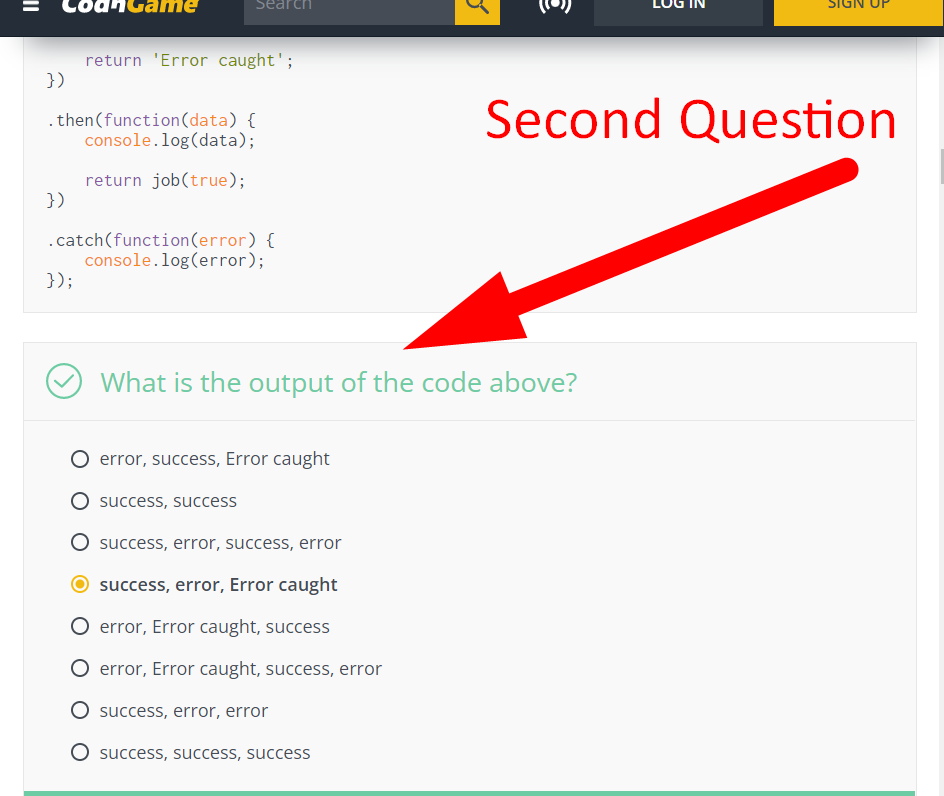 CodinGame Search LOG IN SIGN UP
return 'Error caught';
})
.then(function(data) {
console.log(data);
return job(true);
})
.catch(function(error) {
console.log(error);
});
Second Question
What is the output of the code above?
error, success, Error caught
success, success
success, error, success, error
success, error, Error caught
error, Error caught, success
error, Error caught, success, error
success, error, error
success, success, success